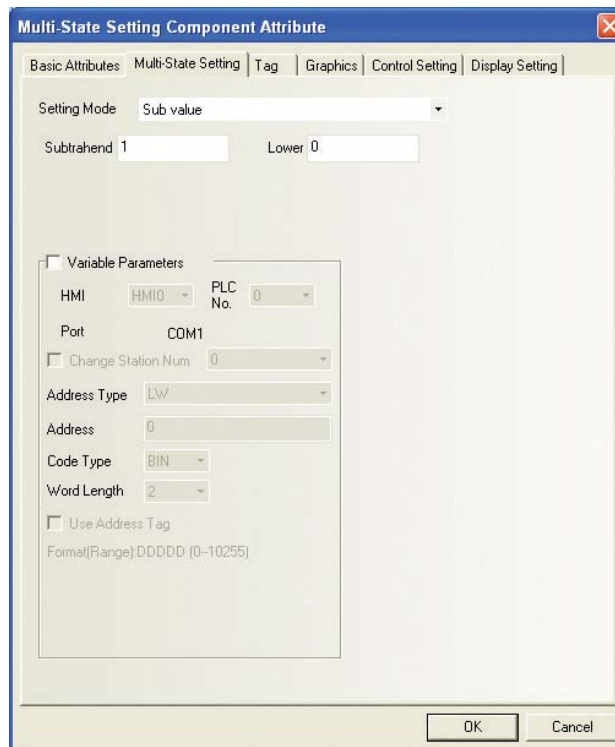 Multi-State Setting Component Attribute
Basic Attributes Multi-State Setting Tag Graphics Control Setting Display Setting
Setting Mode Sub value
Subtrahend 1 Lower 0
Variable Parameters
HMI HMI0 PLC No. 0
Port COM1
Change Station Num 0
Address Type LW
Address 0
Code Type BIN
Word Length 2
Use Address Tag
Format(Range):DDDDD (0--10255)
OK Cancel